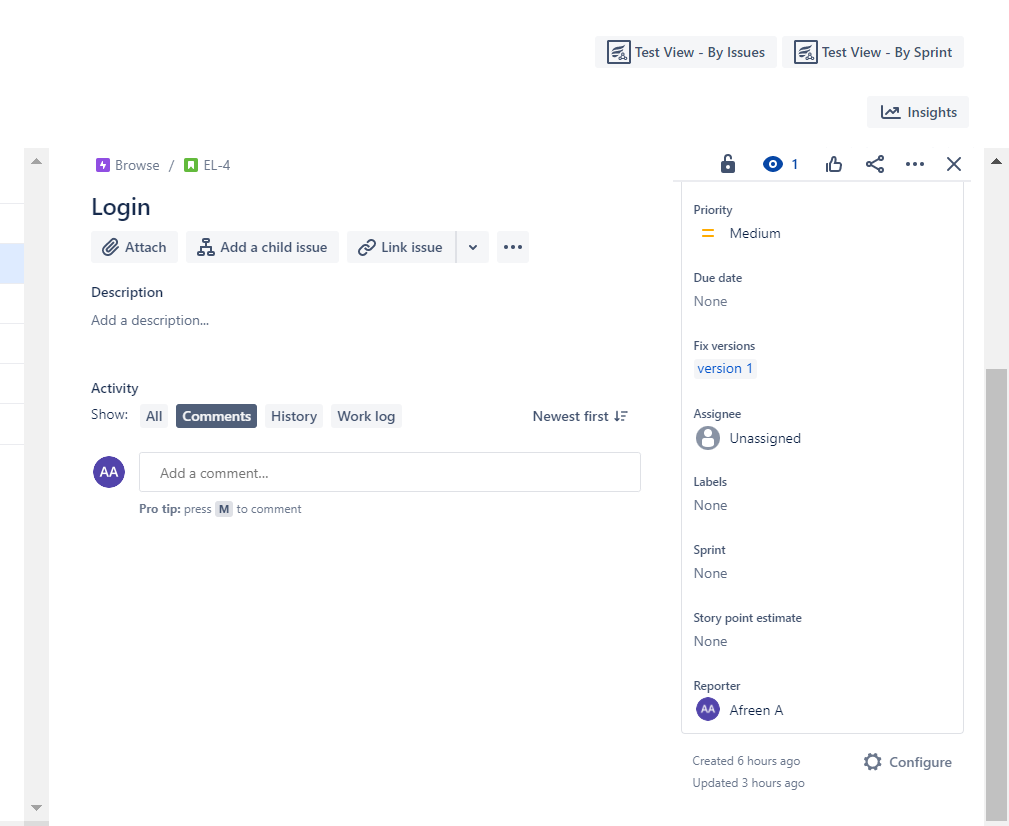 Test View - By Issues
Test View - By Sprint
Insights
Browse / EL-4
1
Login
Attach
Add a child issue
Link issue
Description
Add a description...
Activity
Show: All Comments History Work log
Newest first
AA
Add a comment...
Pro tip: press M to comment
Priority
Medium
Due date
None
Fix versions
version 1
Assignee
Unassigned
Labels
None
Sprint
None
Story point estimate
None
Reporter
AA Afreen A
Created 6 hours ago
Updated 3 hours ago
Configure